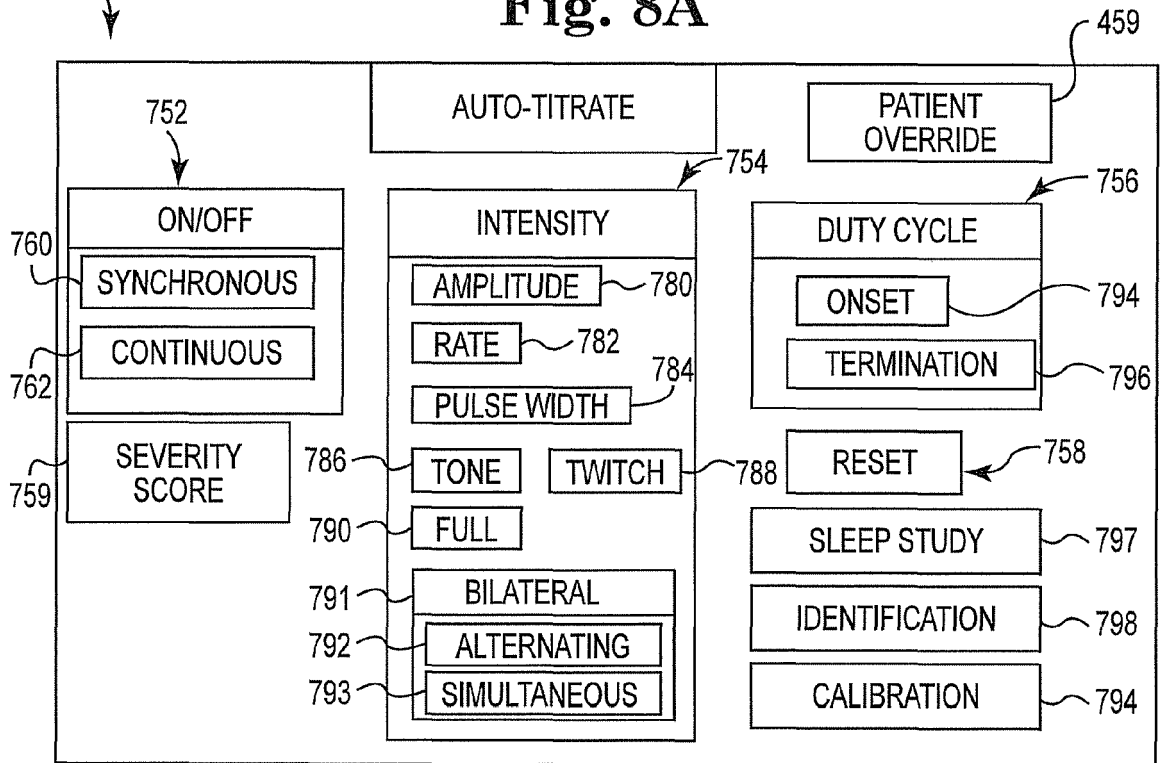 Fig. 8A
459
AUTO-TITRATE
PATIENT
OVERRIDE
752
754
756
ON/OFF
INTENSITY
DUTY CYCLE
760
SYNCHRONOUS
AMPLITUDE
780
ONSET
794
762
CONTINUOUS
RATE
782
TERMINATION
796
PULSE WIDTH
784
759
SEVERITY
SCORE
786
TONE
TWITCH
788
RESET
758
790
FULL
SLEEP STUDY
797
791
BILATERAL
IDENTIFICATION
798
792
ALTERNATING
793
SIMULTANEOUS
CALIBRATION
794